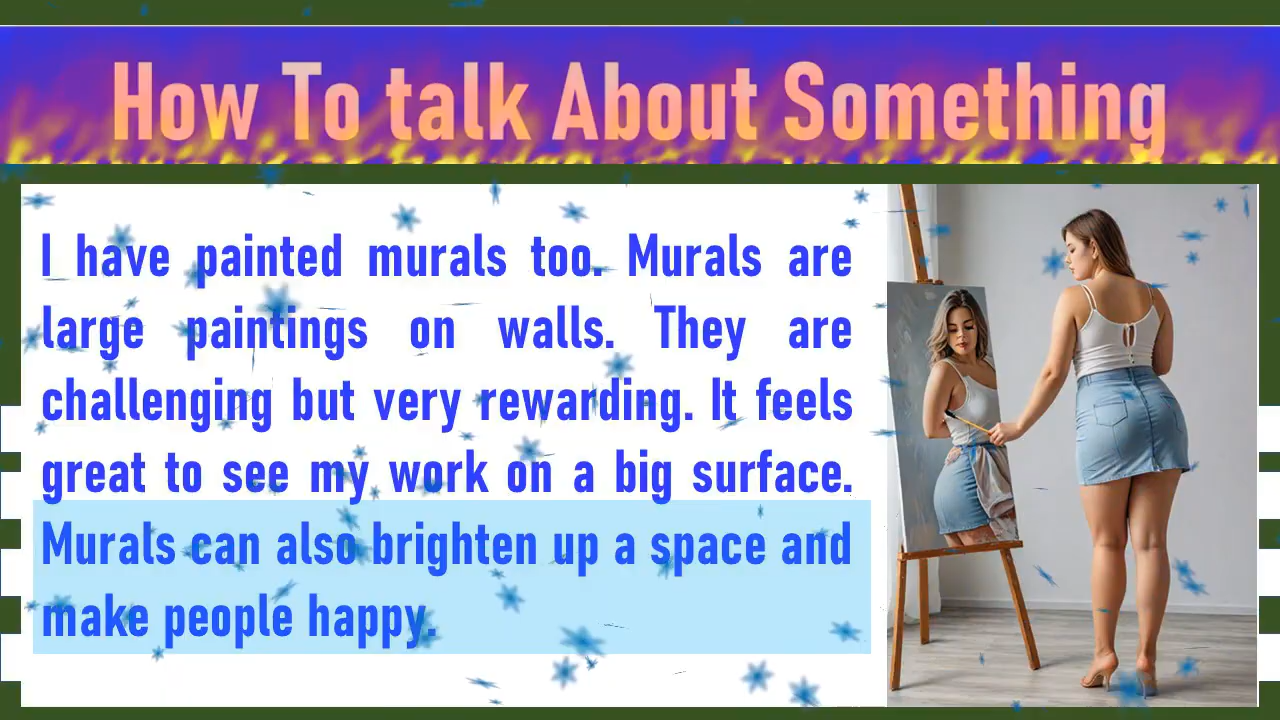 How To talk About Something
I have painted murals too. Murals are
large paintings on walls. They are
challenging but very rewarding. It feels
great to see my work on a big surface.
Murals can also brighten up a space and
make people happy.